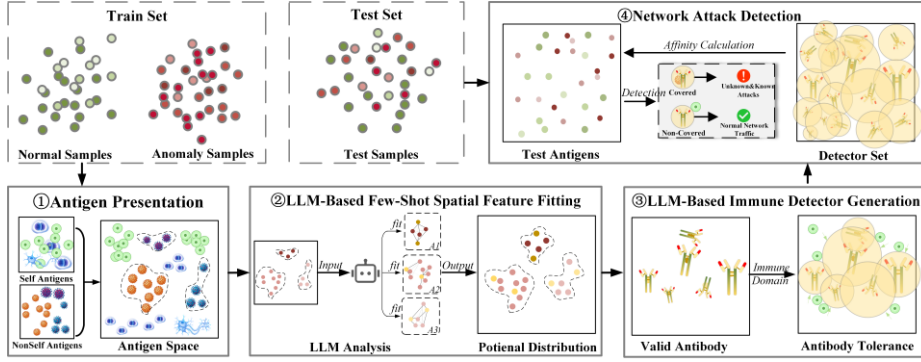 Train Set
Normal Samples
Anomaly Samples
Test Set
Test Samples
④Network Attack Detection
Affinity Calculation
Detection
Covered
Unknown&Known
Attacks
Non-Covered
Normal Network
Traffic
Test Antigens
Detector Set
①Antigen Presentation
Self Antigens
NonSelf Antigens
Antigen Space
②LLM-Based Few-Shot Spatial Feature Fitting
Input
fit
A1
fit
A2
fit
A3
Output
LLM Analysis
Potienal Distribution
③LLM-Based Immune Detector Generation
Immune
Domain
Valid Antibody
Antibody Tolerance